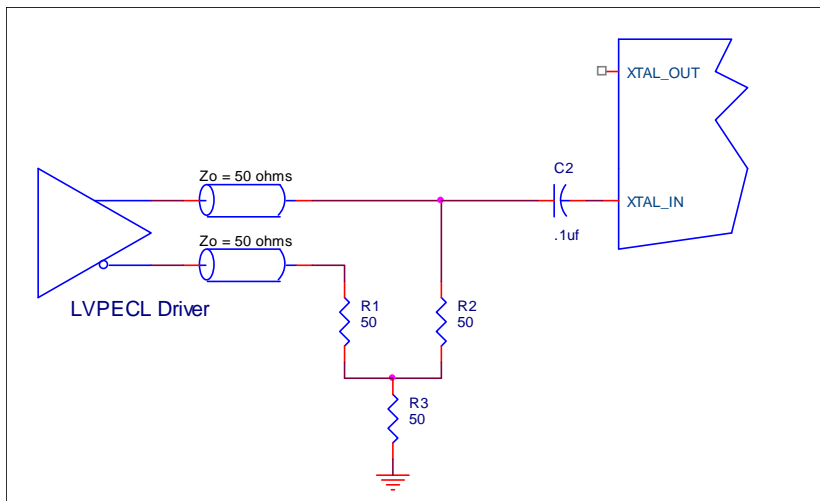 XTAL_OUT
Zo = 50 ohms
C2
XTAL_IN
.1uf
Zo = 50 ohms
LVPECL Driver
R1
50
R2
50
R3
50